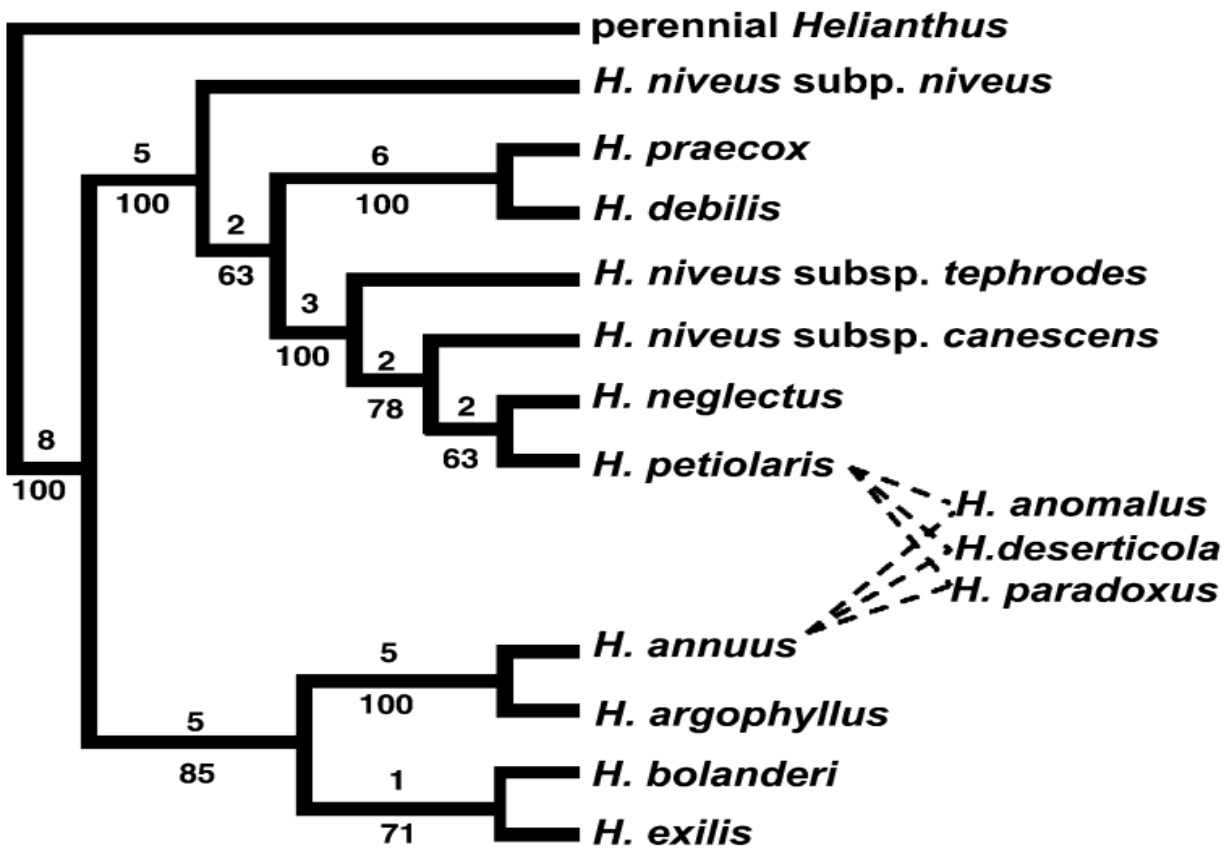 perennial Helianthus
H. niveus subp. niveus
5
6
H. praecox
100
100
H. debilis
2
63
H. niveus subsp. tephrodes
3
100
H. niveus subsp. canescens
2
78
2
H. neglectus
63
H. petiolaris
8
100
H. anomalus
H.deserticola
H. paradoxus
H. annuus
5
100
H. argophyllus
5
85
H. bolanderi
1
71
H. exilis